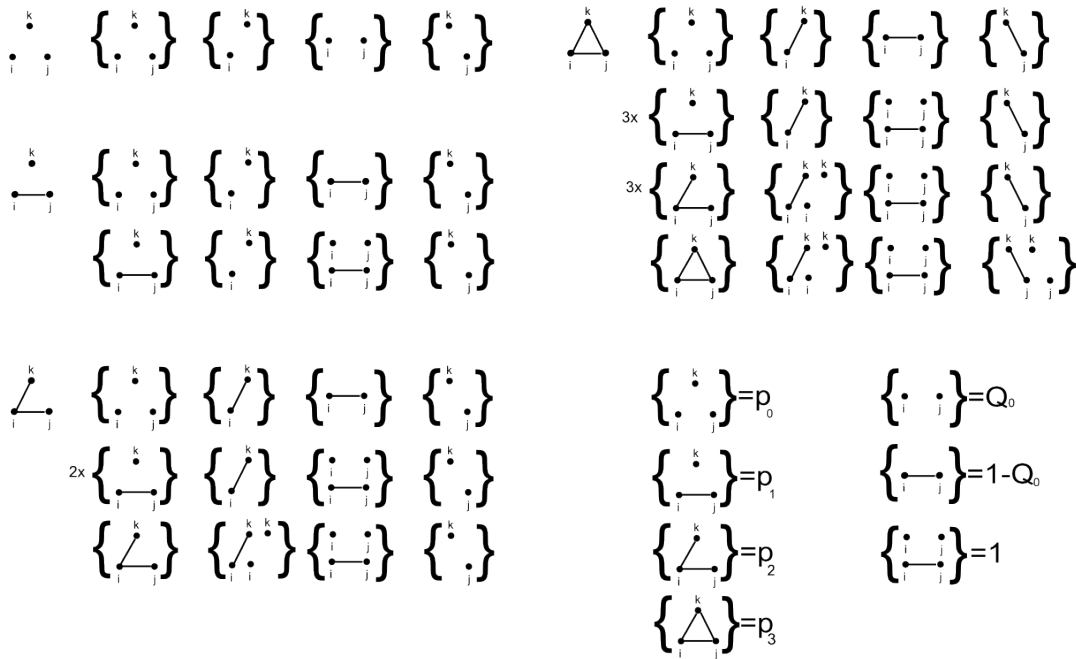 k k k k
i j i j i i j j
k k k k
i j i j i i j j
3x k k i j k
i j i i j j
k k k k
i j i j i i j j
k k i j k
i j i i j j
3x k k k i j k
i j i i i j j
k k k i j k k
i j i i i j j j
k k k k
i j i j i i j j
2x k k i j k
i j i i j j
k k k i j k
i j i i i j j
k
i j
=p₀
i j
=Q₀
k
i j
=p₁
i j
=1-Q₀
k
i j
=p₂
i j
i j
=1
k
i j
=p₃